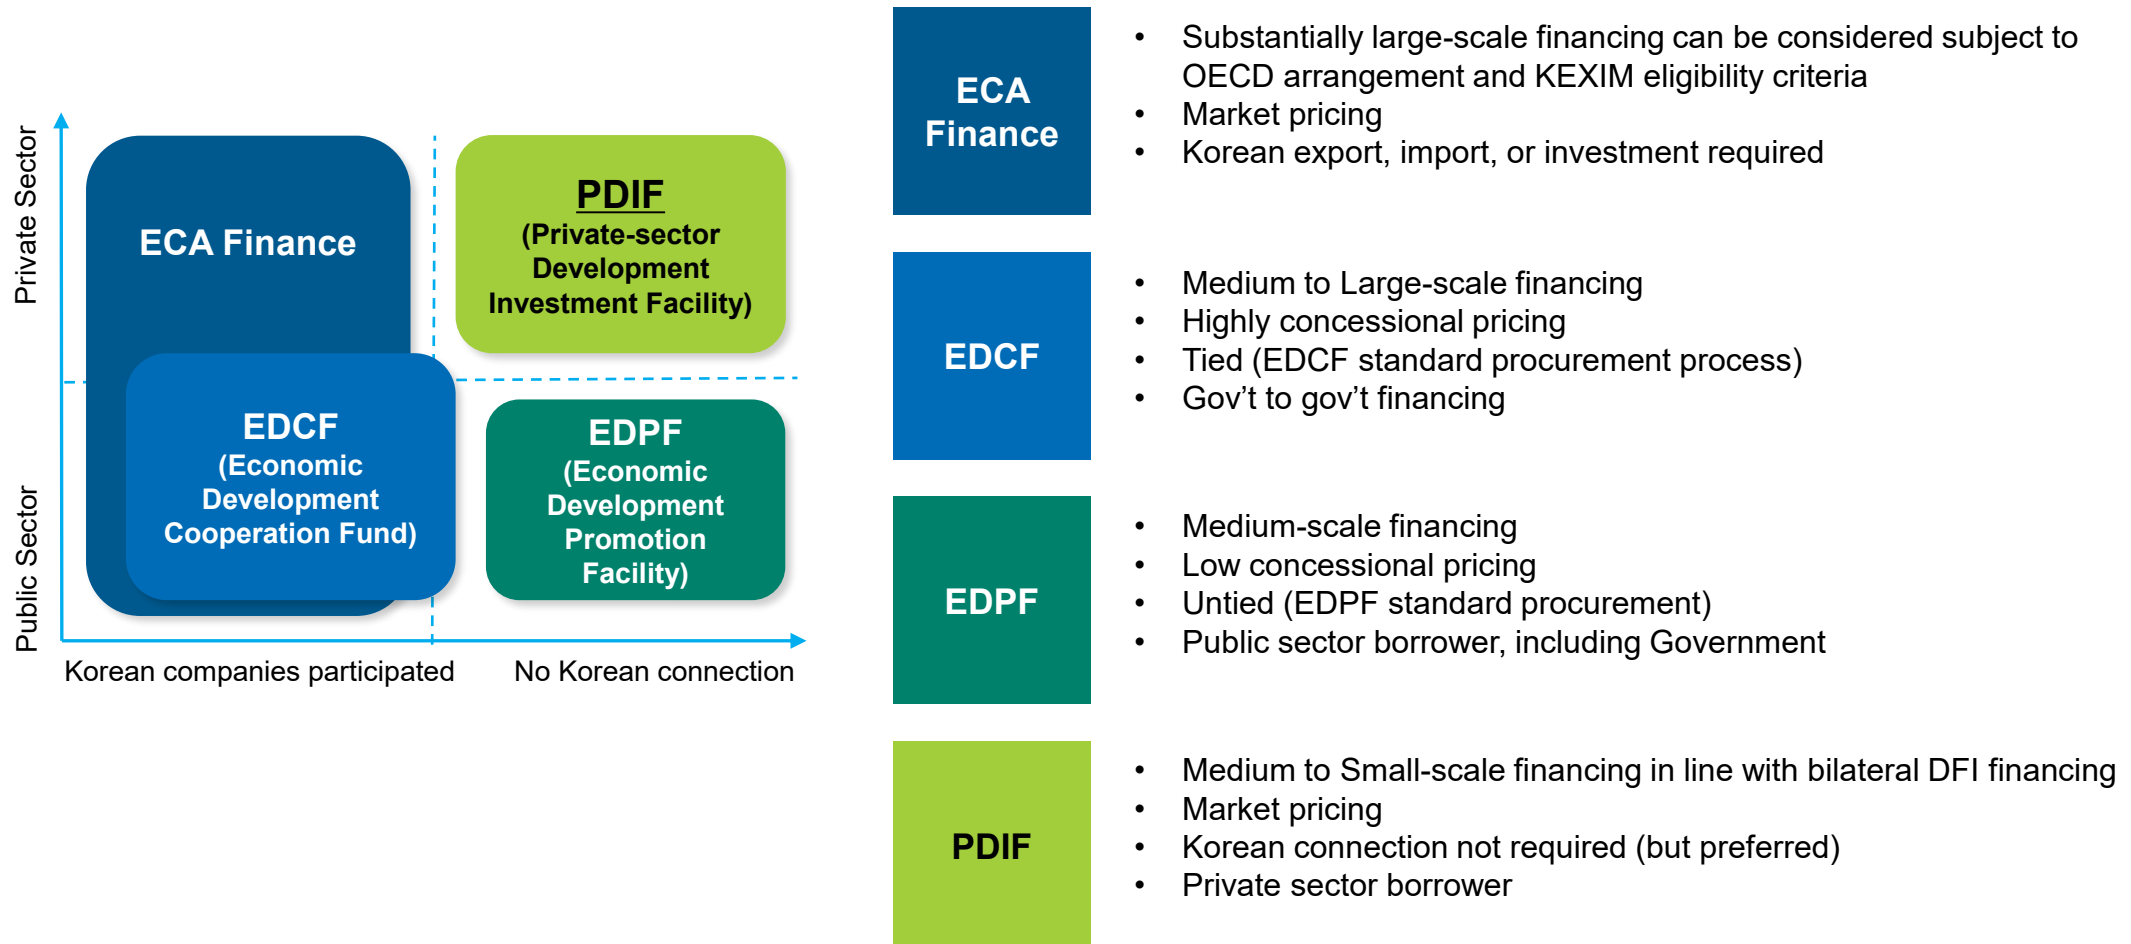 Private Sector
Public Sector
ECA Finance
PDIF
(Private-sector
Development
Investment Facility)
EDCF
(Economic
Development
Cooperation Fund)
EDPF
(Economic
Development
Promotion
Facility)
Korean companies participated
No Korean connection
ECA
Finance
• Substantially large-scale financing can be considered subject to
OECD arrangement and KEXIM eligibility criteria
• Market pricing
• Korean export, import, or investment required
EDCF
• Medium to Large-scale financing
• Highly concessional pricing
• Tied (EDCF standard procurement process)
• Gov’t to gov’t financing
EDPF
• Medium-scale financing
• Low concessional pricing
• Untied (EDPF standard procurement)
• Public sector borrower, including Government
PDIF
• Medium to Small-scale financing in line with bilateral DFI financing
• Market pricing
• Korean connection not required (but preferred)
• Private sector borrower